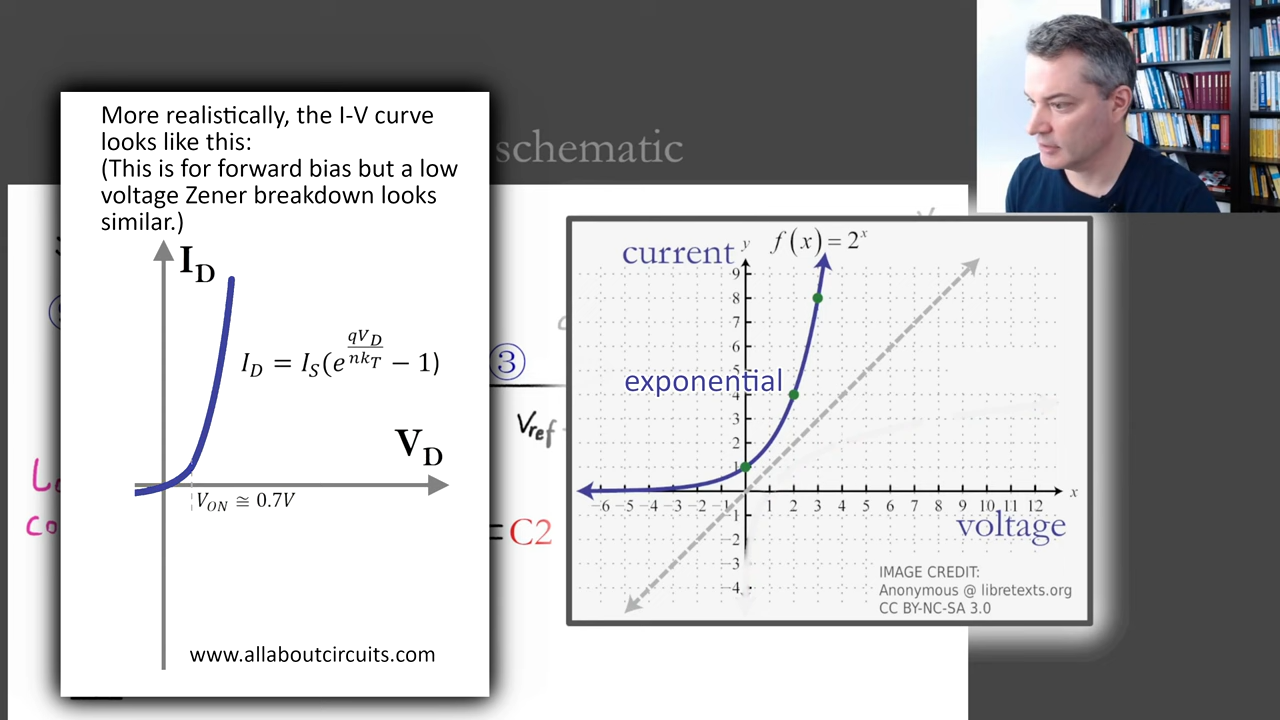 schematic
More realistically, the I-V curve
looks like this:
(This is for forward bias but a low
voltage Zener breakdown looks
similar.)
I_D
I_D = I_S(e^{qV_D/nk_T} − 1)
V_D
V_ON ≅ 0.7V
www.allaboutcircuits.com
③
V_ref
= C2
current y f(x) = 2^x
9
8
7
6
exponential
4
3
2
1
−6 −5 −4 −3 −2 −1 1 2 3 4 5 6 7 8 9 10 11 12 x
voltage
−1
−2
−3
−4
IMAGE CREDIT:
Anonymous @ libretexts.org
CC BY-NC-SA 3.0